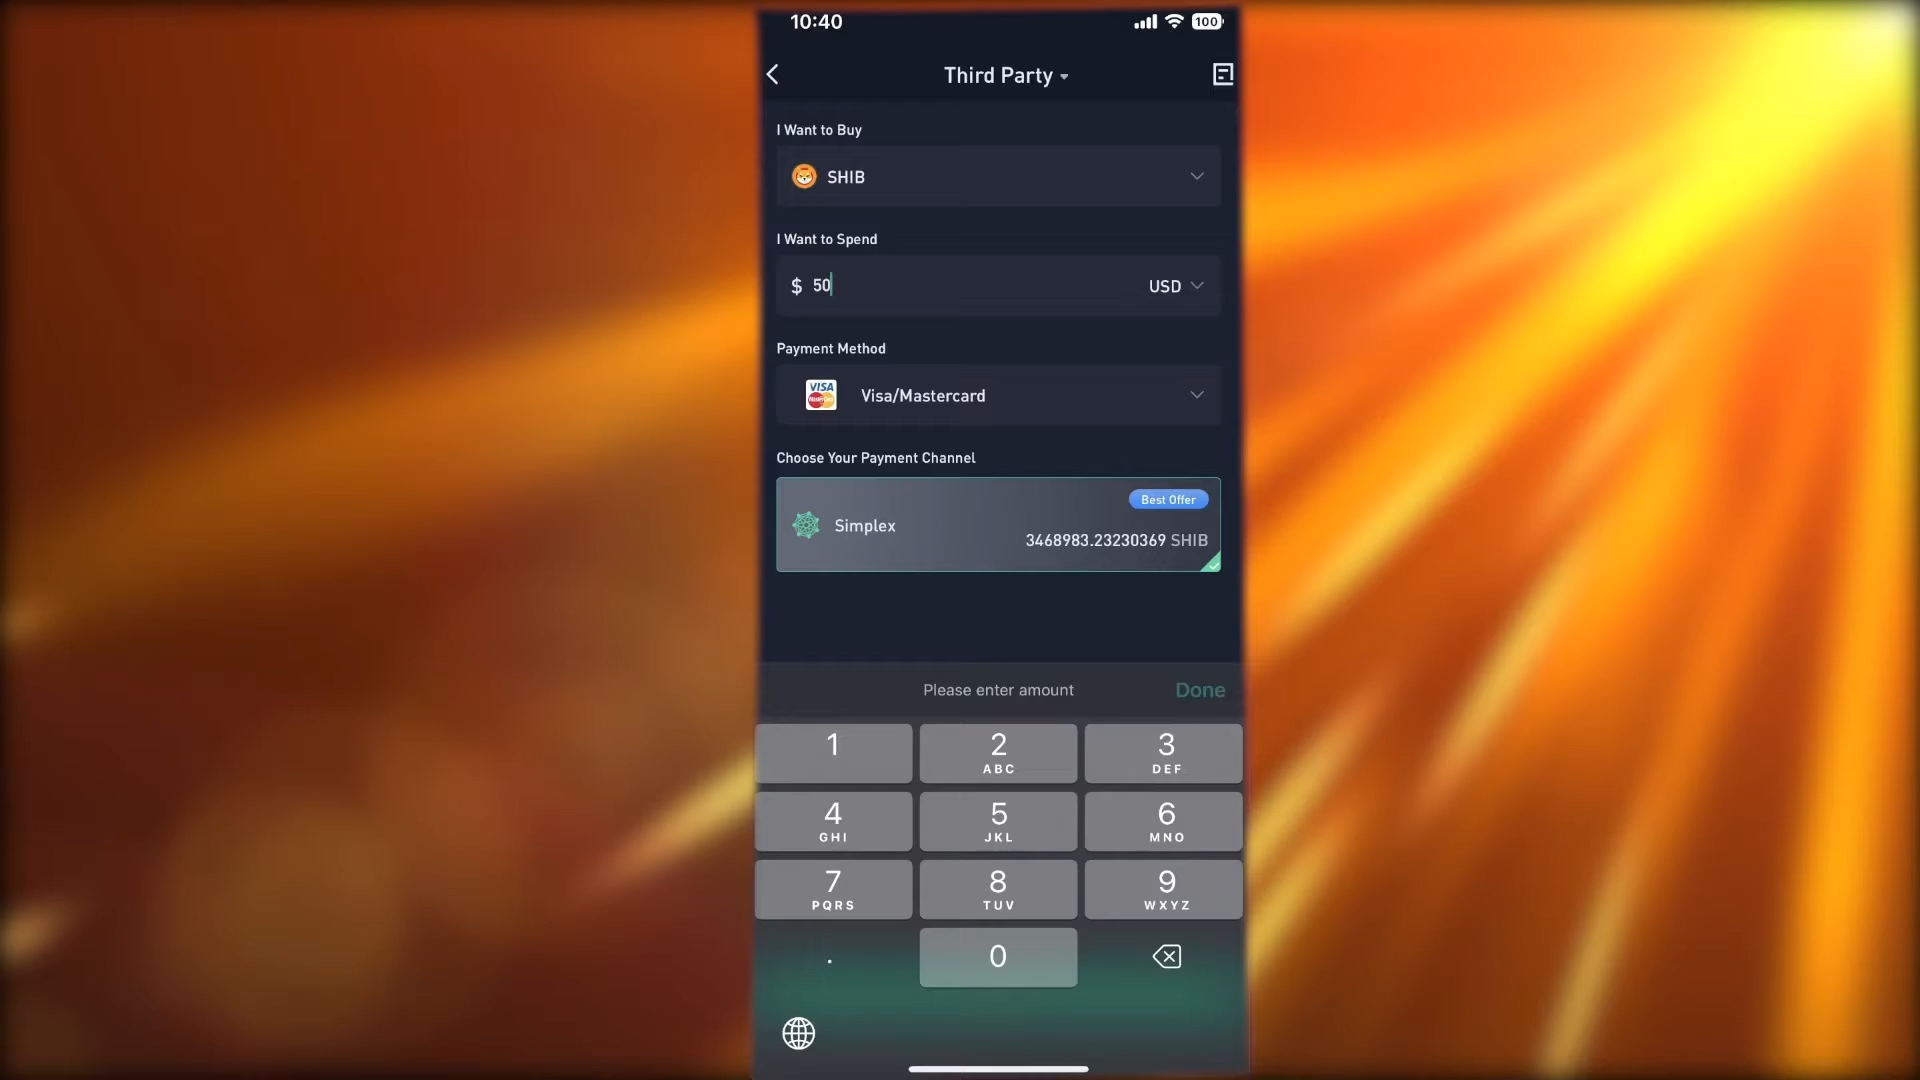 10:40
100
Third Party
I Want to Buy
SHIB
I Want to Spend
$ 50
USD
Payment Method
VISA
MasterCard
Visa/Mastercard
Choose Your Payment Channel
Best Offer
Simplex
3468983.23230369 SHIB
Please enter amount
Done
1
2
ABC
3
DEF
4
GHI
5
JKL
6
MNO
7
PQRS
8
TUV
9
WXYZ
.
0